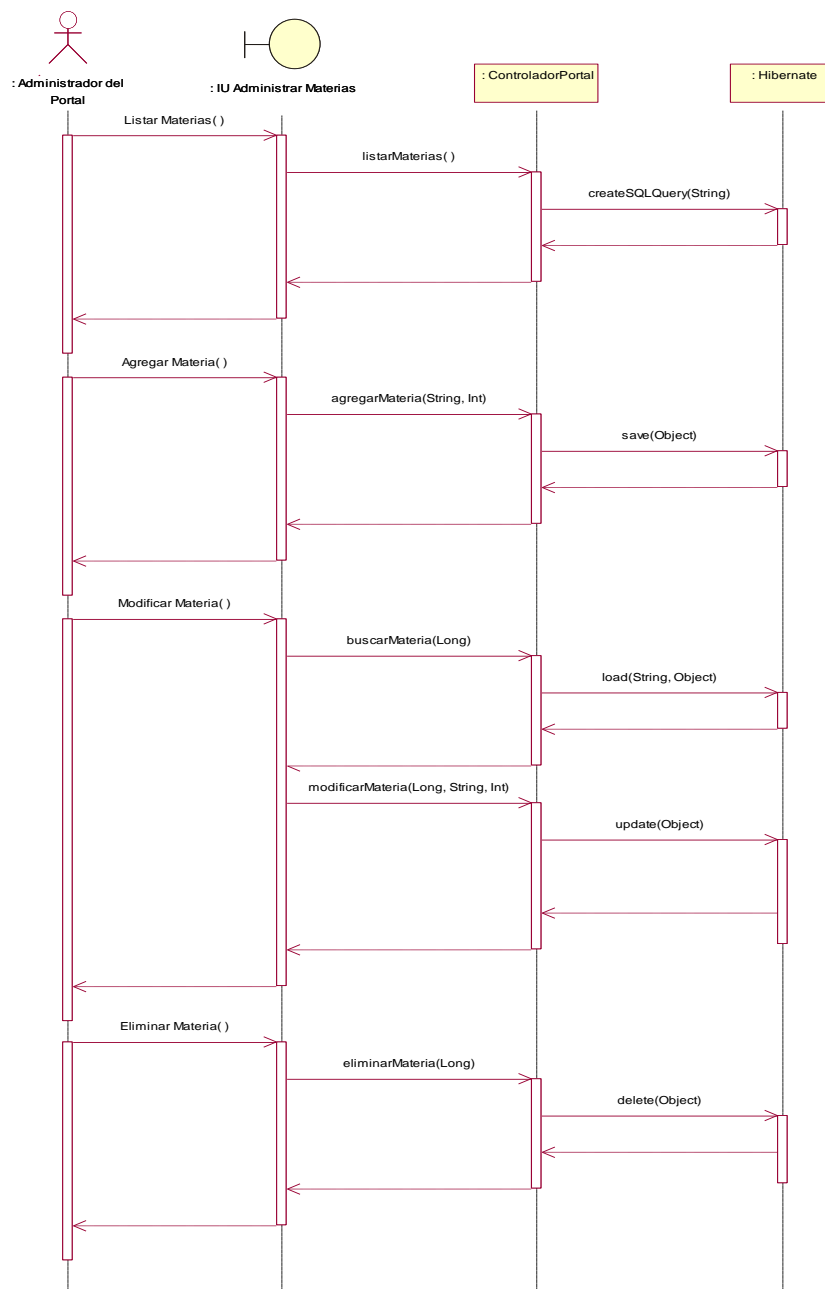 : Administrador del
Portal
: IU Administrar Materias
: ControladorPortal
: Hibernate
Listar Materias( )
listarMaterias( )
createSQLQuery(String)
Agregar Materia( )
agregarMateria(String, Int)
save(Object)
Modificar Materia( )
buscarMateria(Long)
load(String, Object)
modificarMateria(Long, String, Int)
update(Object)
Eliminar Materia( )
eliminarMateria(Long)
delete(Object)